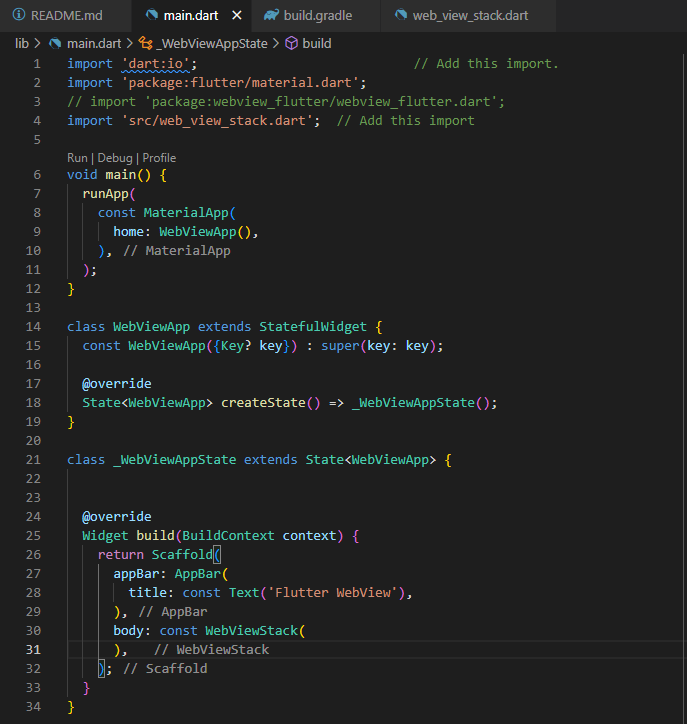 README.md main.dart × build.gradle web_view_stack.dart
lib > main.dart > _WebViewAppState > build
1 import 'dart:io'; // Add this import.
2 import 'package:flutter/material.dart';
3 // import 'package:webview_flutter/webview_flutter.dart';
4 import 'src/web_view_stack.dart'; // Add this import
5
Run | Debug | Profile
6 void main() {
7 runApp(
8 const MaterialApp(
9 home: WebViewApp(),
10 ), // MaterialApp
11 );
12 }
13
14 class WebViewApp extends StatefulWidget {
15 const WebViewApp({Key? key}) : super(key: key);
16
17 @override
18 State<WebViewApp> createState() => _WebViewAppState();
19 }
20
21 class _WebViewAppState extends State<WebViewApp> {
22
23
24 @override
25 Widget build(BuildContext context) {
26 return Scaffold(
27 appBar: AppBar(
28 title: const Text('Flutter WebView'),
29 ), // AppBar
30 body: const WebViewStack(
31 ), // WebViewStack
32 ); // Scaffold
33 }
34 }